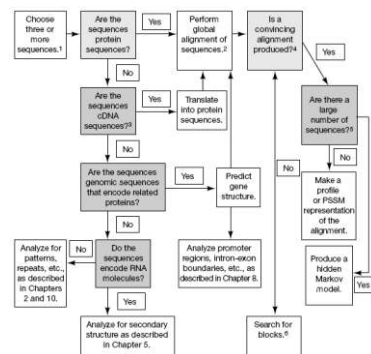 Choose
three or
more
sequences.¹
Are the
sequences
protein
sequences?
Yes
Perform
global
alignment
of
sequences.²
Is a
convincing
alignment
produced?⁴
Yes
No
Are the
sequences
cDNA
sequences?³
Yes
Translate
into protein
sequences.
Are there a
large
number of
sequences?⁵
No
Are the sequences
genomic sequences
that encode related
proteins?
Yes
Predict
gene
structure.
No
No
Make a
profile
or PSSM
representation
of the
alignment.
No
Analyze for
patterns,
repeats, etc.,
as described
in Chapters
2 and 10.
No
Do the
sequences
encode RNA
molecules?
Analyze promoter
regions, intron-exon
boundaries, etc., as
described in Chapter 8.
Produce a
hidden
Markov
model.
Yes
Yes
Analyze for secondary
structure as described
in Chapter 5.
Search for
blocks.⁶